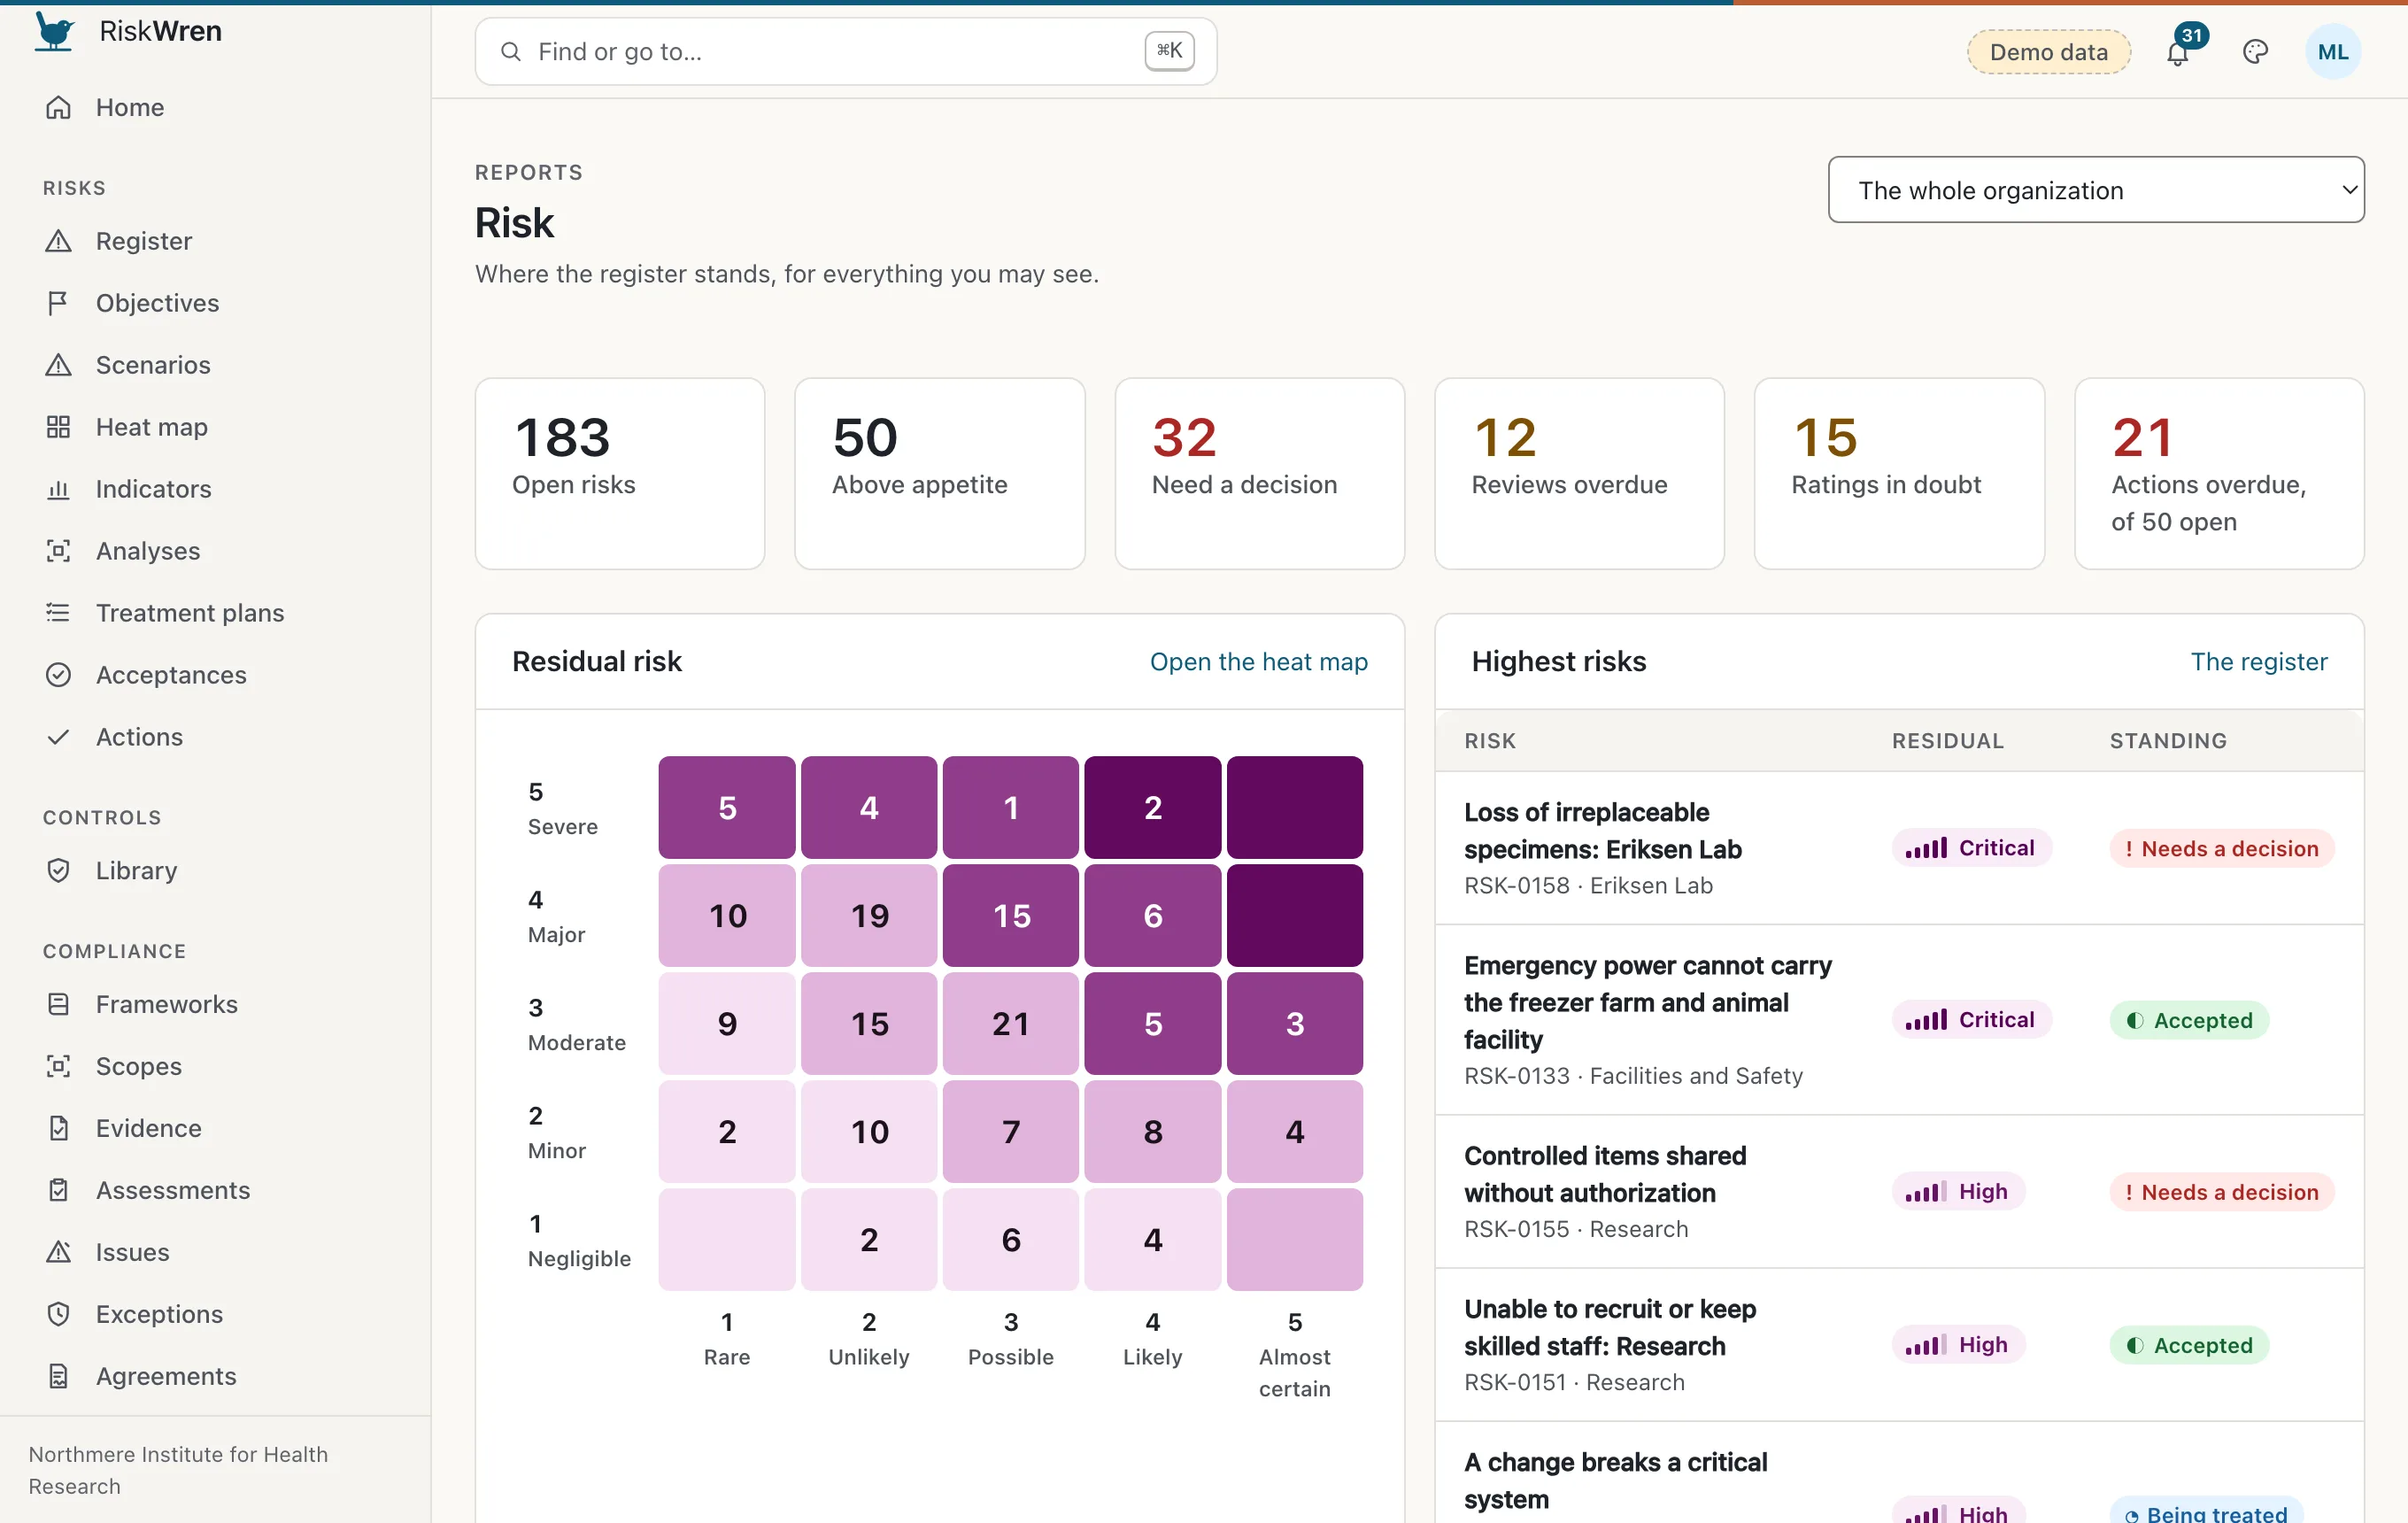 RiskWren
Find or go to...
⌘K
Demo data
31
ML
Home
RISKS
Register
Objectives
Scenarios
Heat map
Indicators
Analyses
Treatment plans
Acceptances
Actions
CONTROLS
Library
COMPLIANCE
Frameworks
Scopes
Evidence
Assessments
Issues
Exceptions
Agreements
Northmere Institute for Health
Research
REPORTS
Risk
Where the register stands, for everything you may see.
The whole organization
183
Open risks
50
Above appetite
32
Need a decision
12
Reviews overdue
15
Ratings in doubt
21
Actions overdue,
of 50 open
Residual risk
Open the heat map
5
Severe
5 4 1 2
4
Major
10 19 15 6
3
Moderate
9 15 21 5 3
2
Minor
2 10 7 8 4
1
Negligible
2 6 4
1 2 3 4 5
Rare Unlikely Possible Likely Almost
certain
Highest risks
The register
RISK RESIDUAL STANDING
Loss of irreplaceable
specimens: Eriksen Lab
RSK-0158 · Eriksen Lab
Critical
! Needs a decision
Emergency power cannot carry
the freezer farm and animal
facility
RSK-0133 · Facilities and Safety
Critical
Accepted
Controlled items shared
without authorization
RSK-0155 · Research
High
! Needs a decision
Unable to recruit or keep
skilled staff: Research
RSK-0151 · Research
High
Accepted
A change breaks a critical
system
High
Being treated